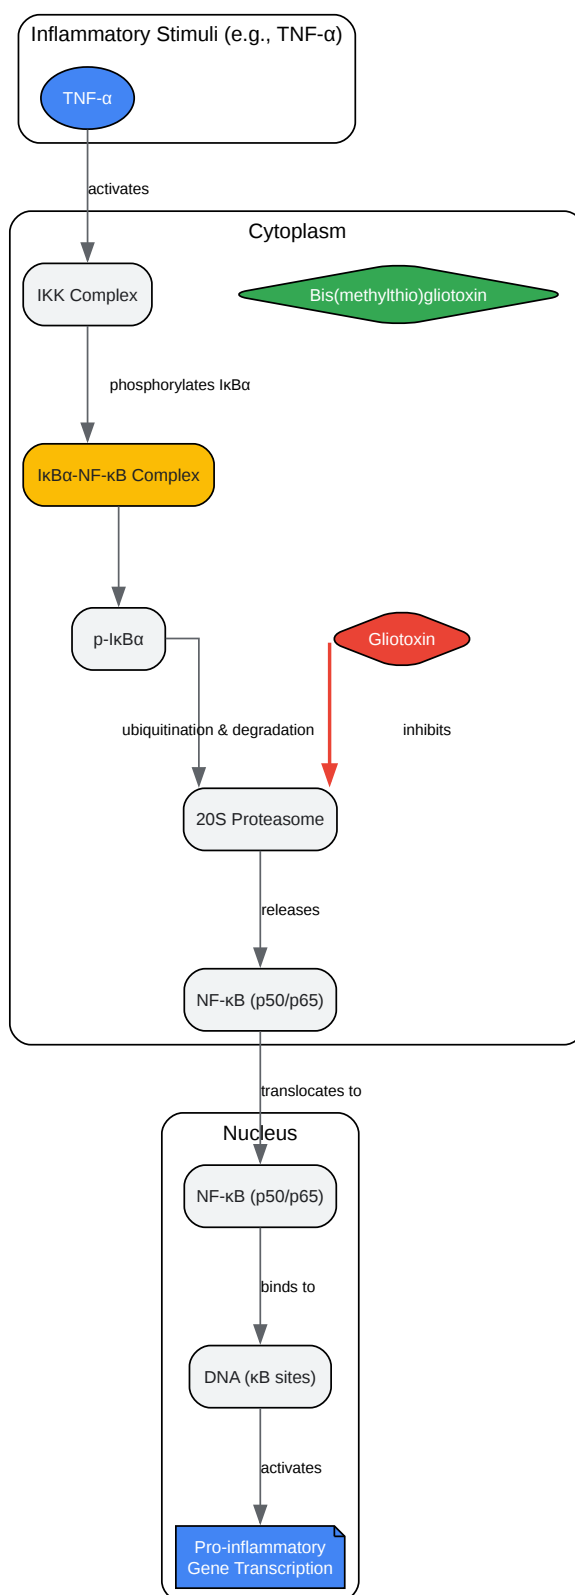 Inflammatory Stimuli (e.g., TNF-α)
TNF-α
activates
Cytoplasm
IKK Complex
Bis(methylthio)gliotoxin
phosphorylates IκBα
IκBα-NF-κB Complex
p-IκBα
Gliotoxin
ubiquitination & degradation
inhibits
20S Proteasome
releases
NF-κB (p50/p65)
translocates to
Nucleus
NF-κB (p50/p65)
binds to
DNA (κB sites)
activates
Pro-inflammatory
Gene Transcription